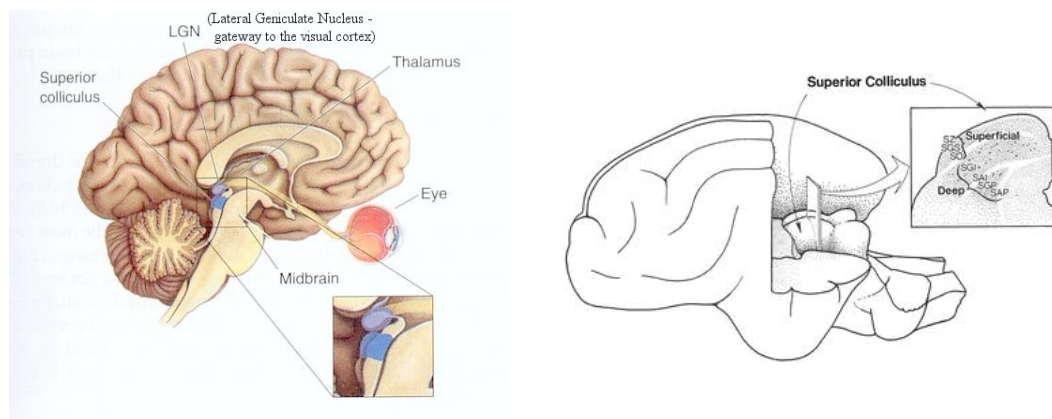 (Lateral Geniculate Nucleus -
gateway to the visual cortex)
LGN
Thalamus
Superior
colliculus
Eye
Midbrain
Superior Colliculus
Superficial
SZ
SGS
SO
SGI
SAI
SGP
SAP
Deep